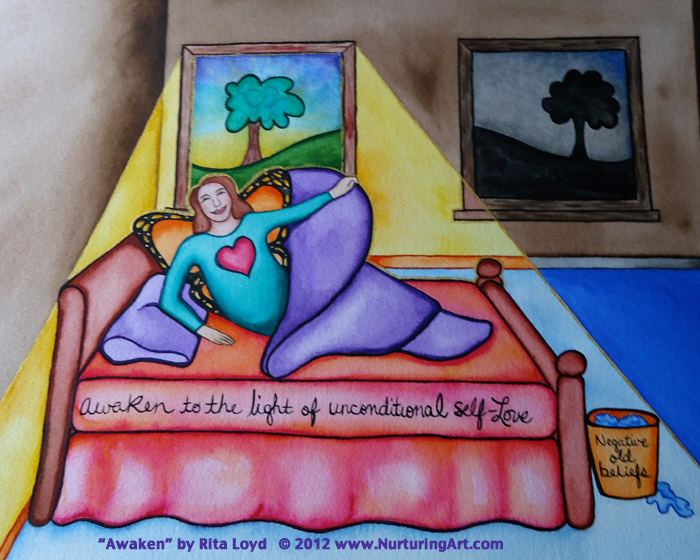 awaken to the light of unconditional self-Love
Negative
old
beliefs
"Awaken" by Rita Loyd © 2012 www.NurturingArt.com